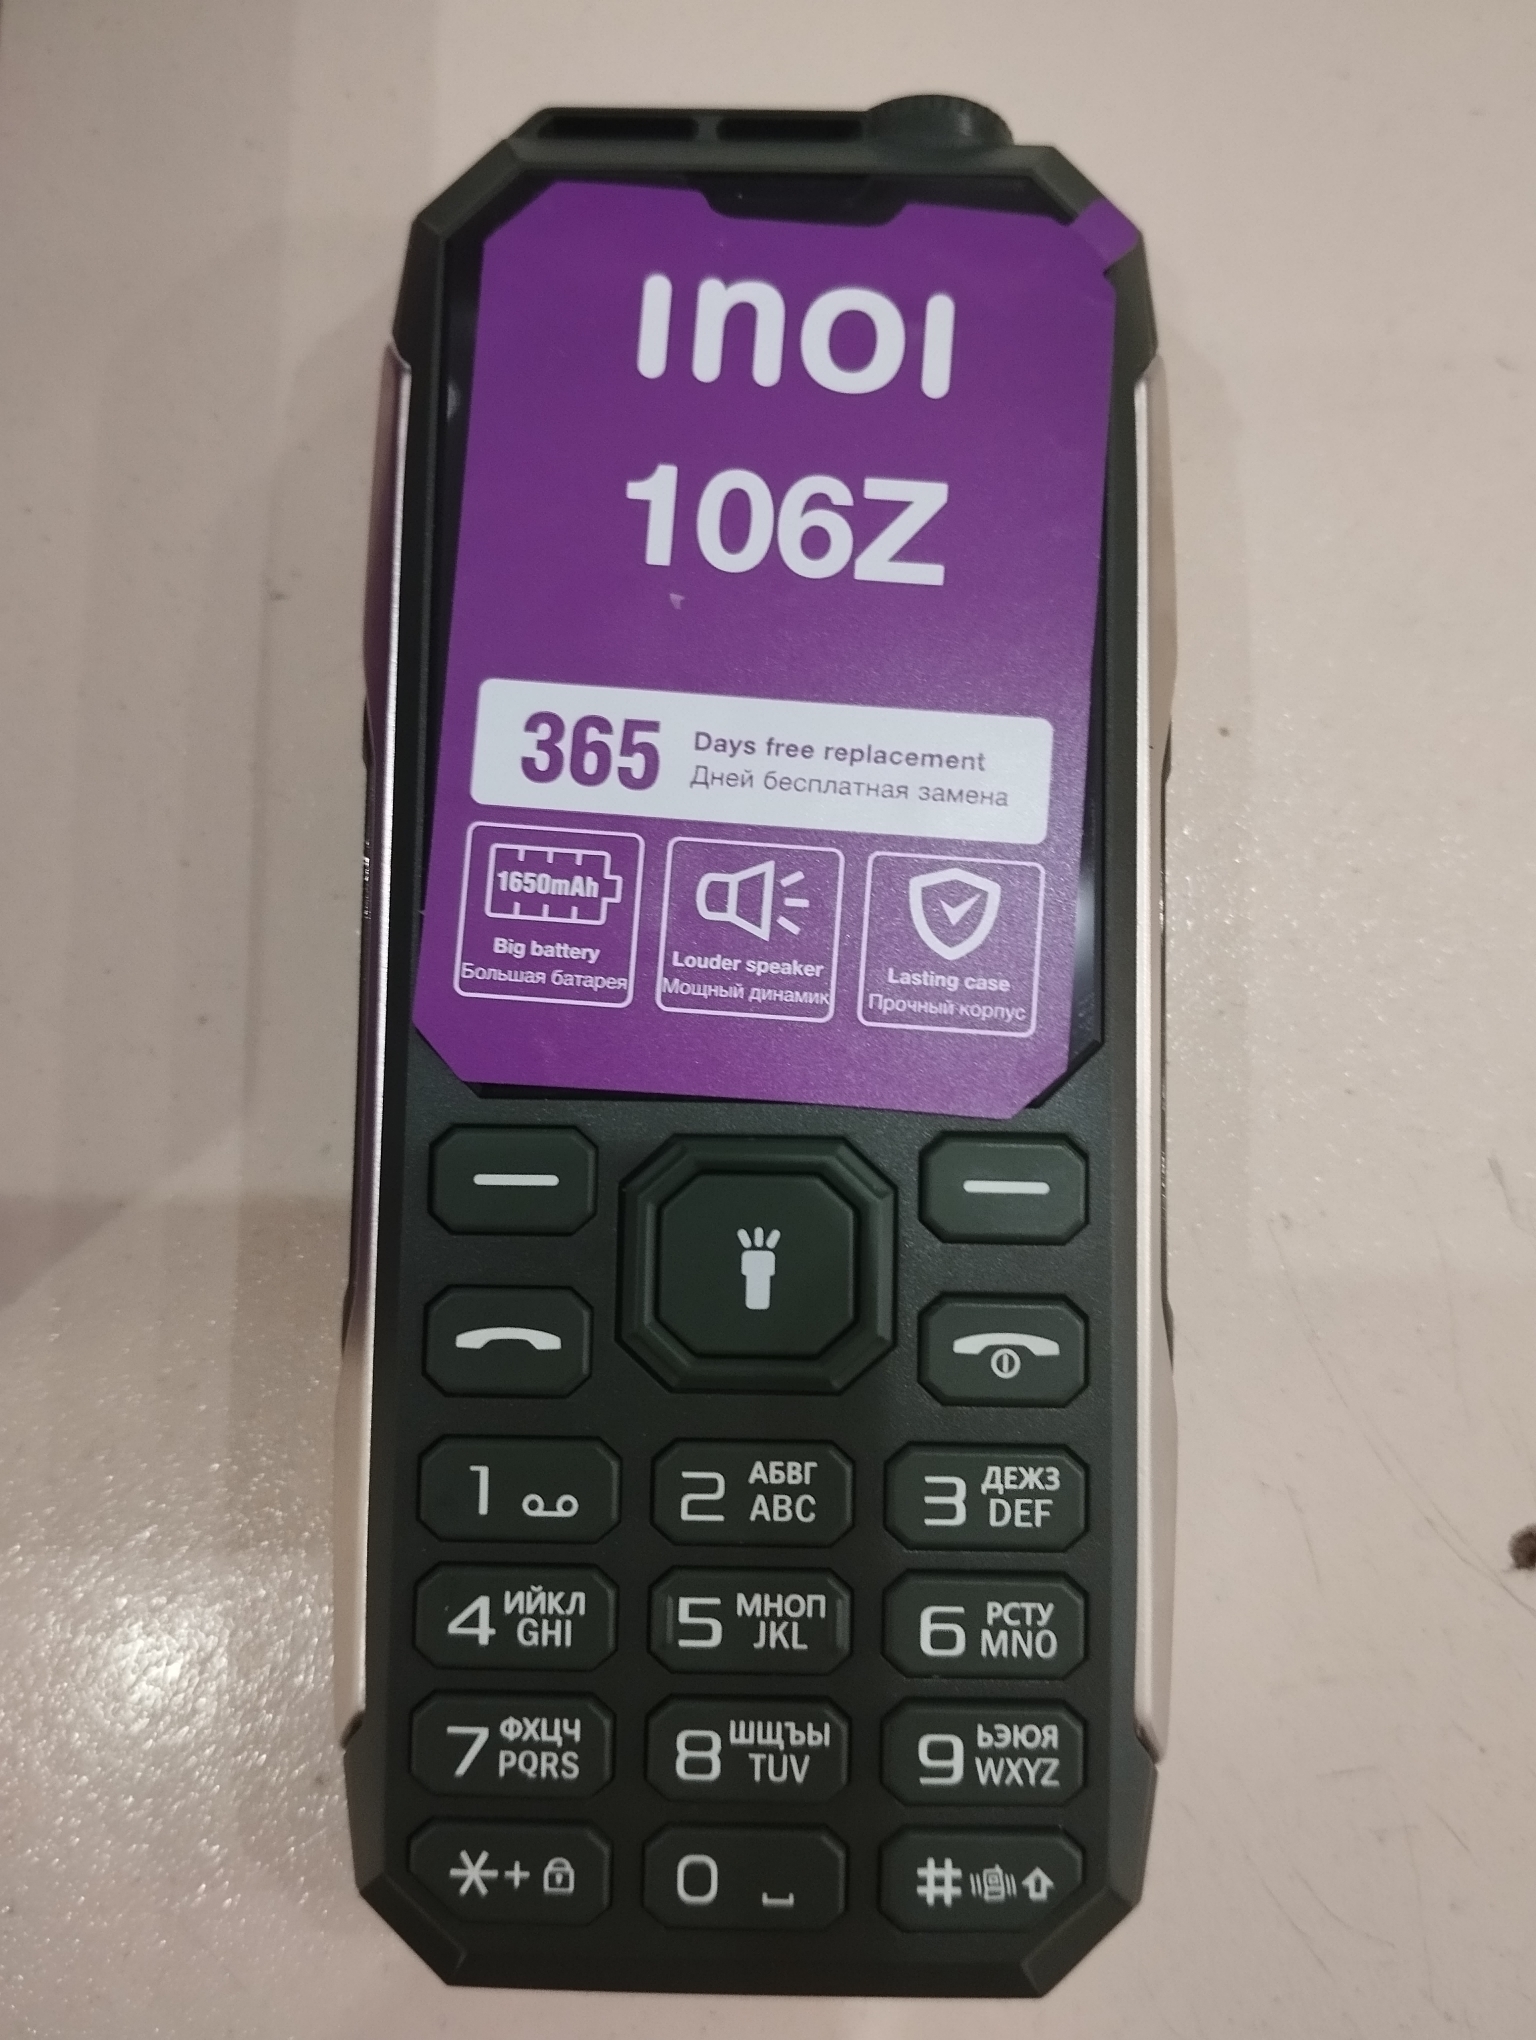 inoi
106Z
365
Days free replacement
Дней бесплатная замена
1650mAh
Big battery
Большая батарея
Louder speaker
Мощный динамик
Lasting case
Прочный корпус
1
2 АБВГ
ABC
3 ДЕЖЗ
DEF
4 ИЙКЛ
GHI
5 МНОП
JKL
6 РСТУ
MNO
7 ФХЦЧ
PQRS
8 ШЩЪЫ
TUV
9 ЬЭЮЯ
WXYZ
* +
0
#